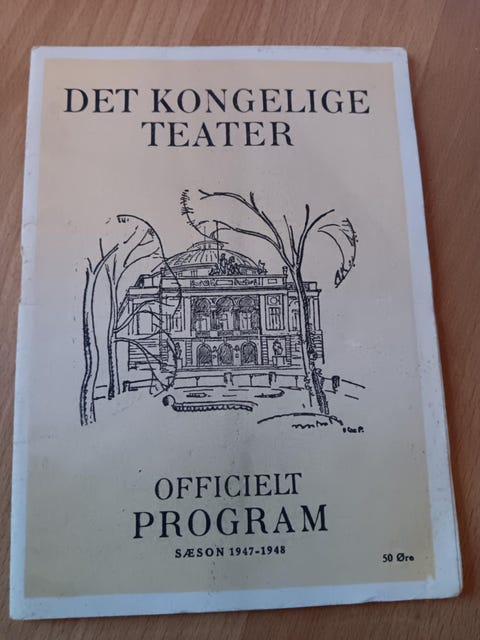 DET KONGELIGE
TEATER
OFFICIELT
PROGRAM
SÆSON 1947-1948
50 Øre